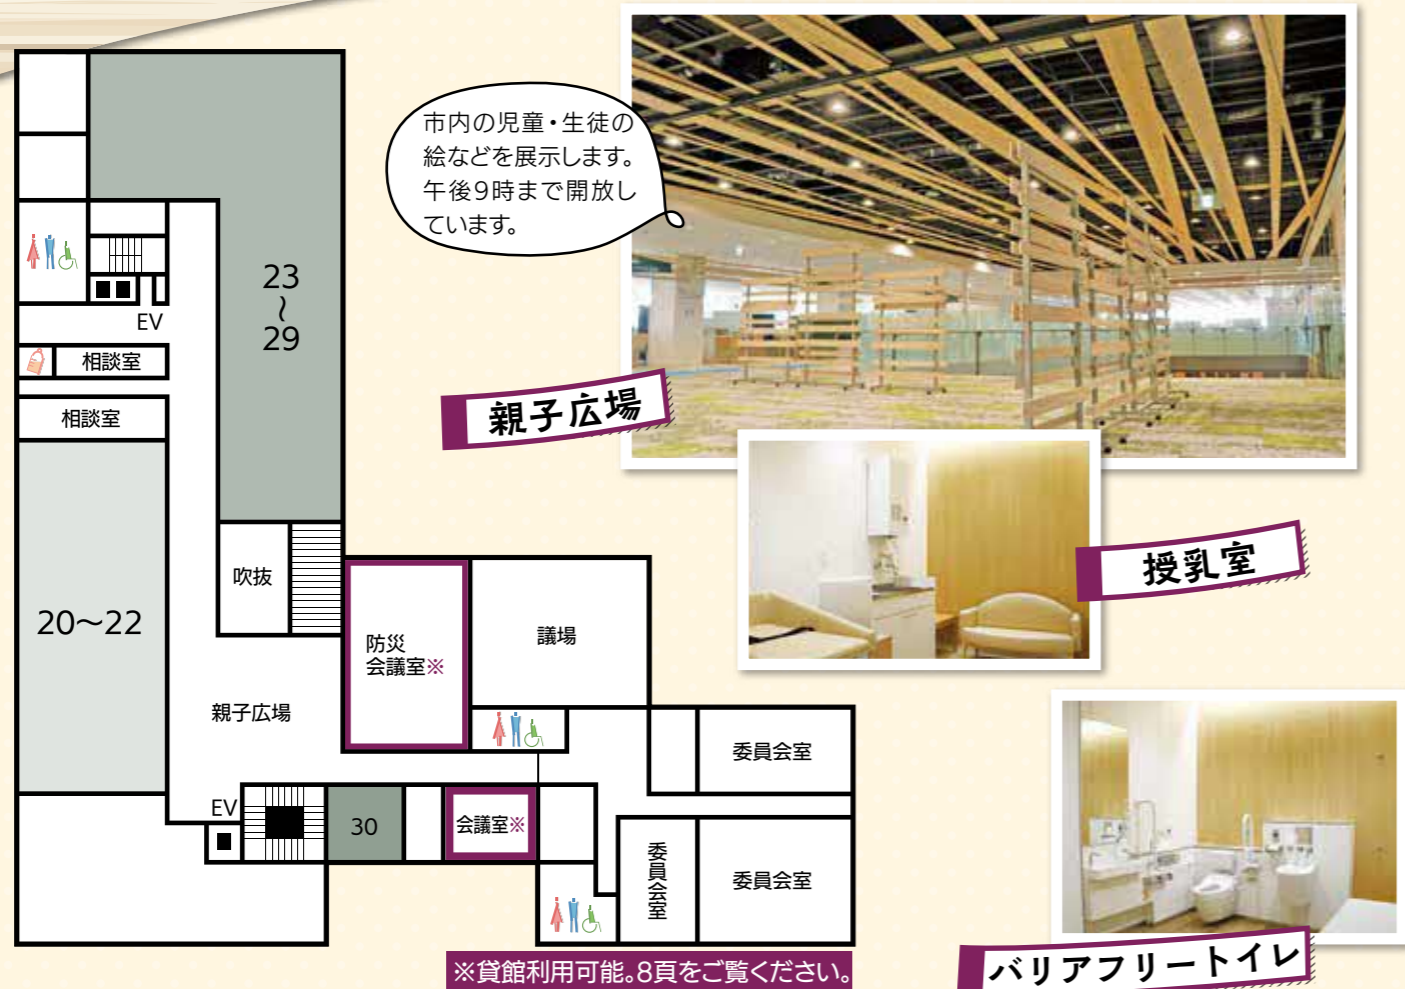 市内の児童・生徒の
絵などを展示します。
午後9時まで開放し
ています。
親子広場
授乳室
バリアフリートイレ
23
〜
29
EV
相談室
相談室
20〜22
吹抜
防災
会議室※
議場
親子広場
委員会室
EV
30
会議室※
委員会室
委員会室
※貸館利用可能。8頁をご覧ください。